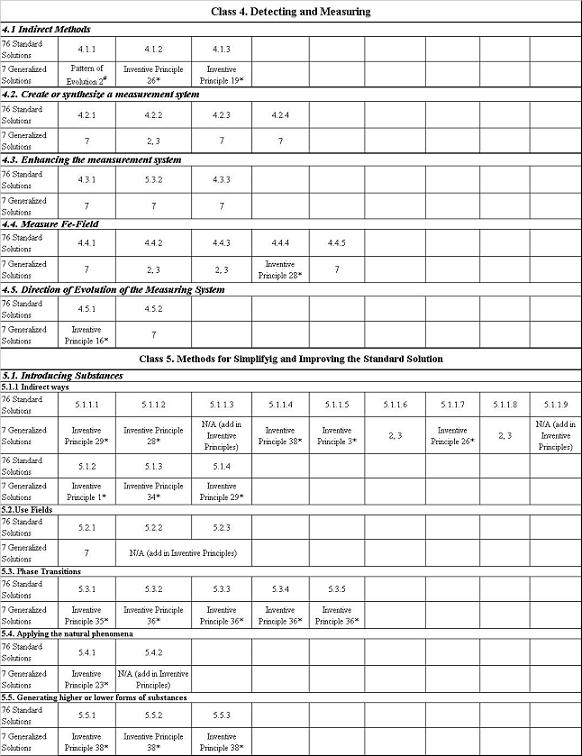 Class 4. Detecting and Measuring
4.1 Indirect Methods
76 Standard Solutions 4.1.1 4.1.2 4.1.3
7 Generalized Solutions Pattern of Evolution 2# Inventive Principle 26* Inventive Principle 19*
4.2. Create or synthesize a measurement sytem
76 Standard Solutions 4.2.1 4.2.2 4.2.3 4.2.4
7 Generalized Solutions 7 2, 3 7 7
4.3. Enhancing the meansurement system
76 Standard Solutions 4.3.1 5.3.2 4.3.3
7 Generalized Solutions 7 7 7
4.4. Measure Fe-Field
76 Standard Solutions 4.4.1 4.4.2 4.4.3 4.4.4 4.4.5
7 Generalized Solutions 7 2, 3 2, 3 Inventive Principle 28* 7
4.5. Direction of Evolution of the Measuring System
76 Standard Solutions 4.5.1 4.5.2
7 Generalized Solutions Inventive Principle 16* 7
Class 5. Methods for Simplifyig and Improving the Standard Solution
5.1. Introducing Substances
5.1.1 Indirect ways
76 Standard Solutions 5.1.1.1 5.1.1.2 5.1.1.3 5.1.1.4 5.1.1.5 5.1.1.6 5.1.1.7 5.1.1.8 5.1.1.9
7 Generalized Solutions Inventive Principle 29* Inventive Principle 28* N/A (add in Inventive Principles) Inventive Principle 38* Inventive Principle 3* 2, 3 Inventive Principle 26* 2, 3 N/A (add in Inventive Principles)
76 Standard Solutions 5.1.2 5.1.3 5.1.4
7 Generalized Solutions Inventive Principle 1* Inventive Principle 34* Inventive Principle 29*
5.2.Use Fields
76 Standard Solutions 5.2.1 5.2.2 5.2.3
7 Generalized Solutions 7 N/A (add in Inventive Principles)
5.3. Phase Transitions
76 Standard Solutions 5.3.1 5.3.2 5.3.3 5.3.4 5.3.5
7 Generalized Solutions Inventive Principle 35* Inventive Principle 36* Inventive Principle 36* Inventive Principle 36* Inventive Principle 36*
5.4. Applying the natural phenomena
76 Standard Solutions 5.4.1 5.4.2
7 Generalized Solutions Inventive Principle 23* N/A (add in Inventive Principles)
5.5. Generating higher or lower forms of substances
76 Standard Solutions 5.5.1 5.5.2 5.5.3
7 Generalized Solutions Inventive Principle 38* Inventive Principle 38* Inventive Principle 38*